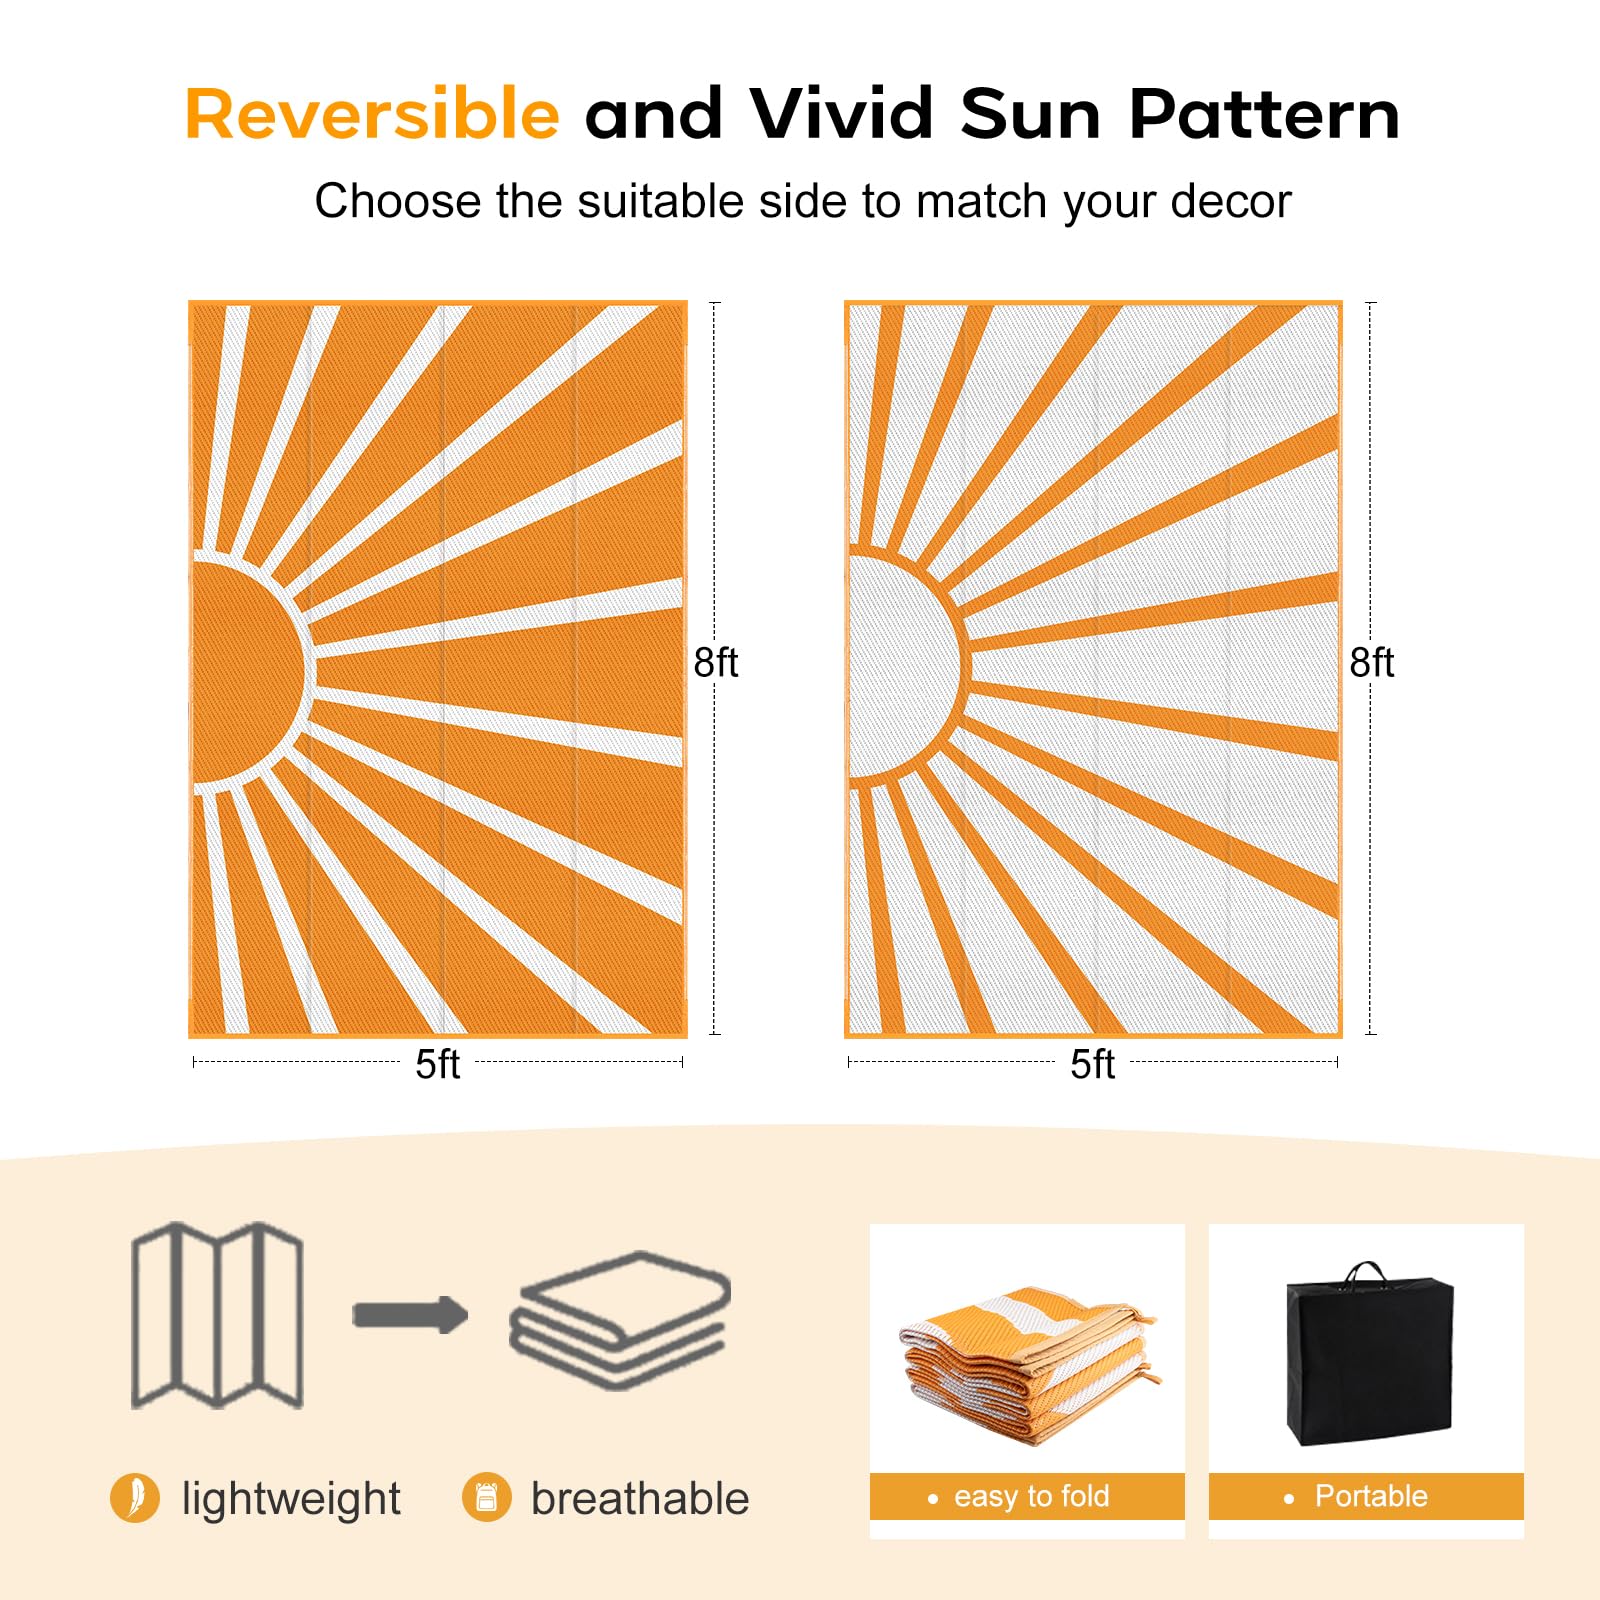 Reversible and Vivid Sun Pattern
Choose the suitable side to match your decor
8ft
8ft
5ft
5ft
lightweight
breathable
• easy to fold
• Portable